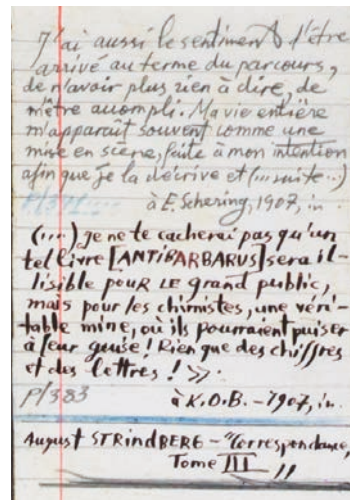 J'ai aussi le sentiment d'être
arrivé au terme du parcours,
de n'avoir plus rien à dire, de
m'être accompli. Ma vie entière
m'apparaît souvent comme une
mise en scène, faite à mon intention
afin que je la décrive et (...suite...)
P/371
à E. Schering, 1907, in
(...) Je ne te cacherai pas qu'un
tel livre [ANTIBARBARUS] sera il-
lisible pour le grand public,
mais pour les chimistes, une véri-
table mine, où ils pourraient puiser
à leur guise! Rien que des chiffres
et des lettres! >>.
P/383
à K.O.B. - 1907, in.
August STRINDBERG - "Correspondance,
Tome III "